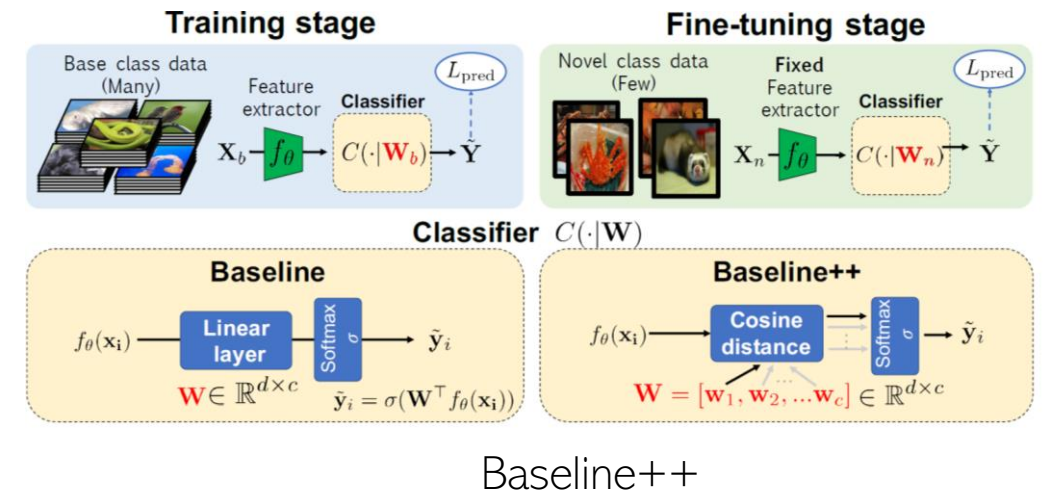 Training stage
Base class data
(Many)
Feature
extractor
Classifier
L_pred
X_b
f_θ
C(·|W_b)
Ỹ
Fine-tuning stage
Novel class data
(Few)
Fixed
Feature
extractor
Classifier
L_pred
X_n
f_θ
C(·|W_n)
Ỹ
Classifier C(·|W)
Baseline
f_θ(x_i)
Linear
layer
Softmax
σ
ỹ_i
W ∈ ℝ^{d×c}
ỹ_i = σ(W^⊤ f_θ(x_i))
Baseline++
f_θ(x_i)
Cosine
distance
Softmax
σ
ỹ_i
W = [w_1, w_2, ...w_c] ∈ ℝ^{d×c}
Baseline++